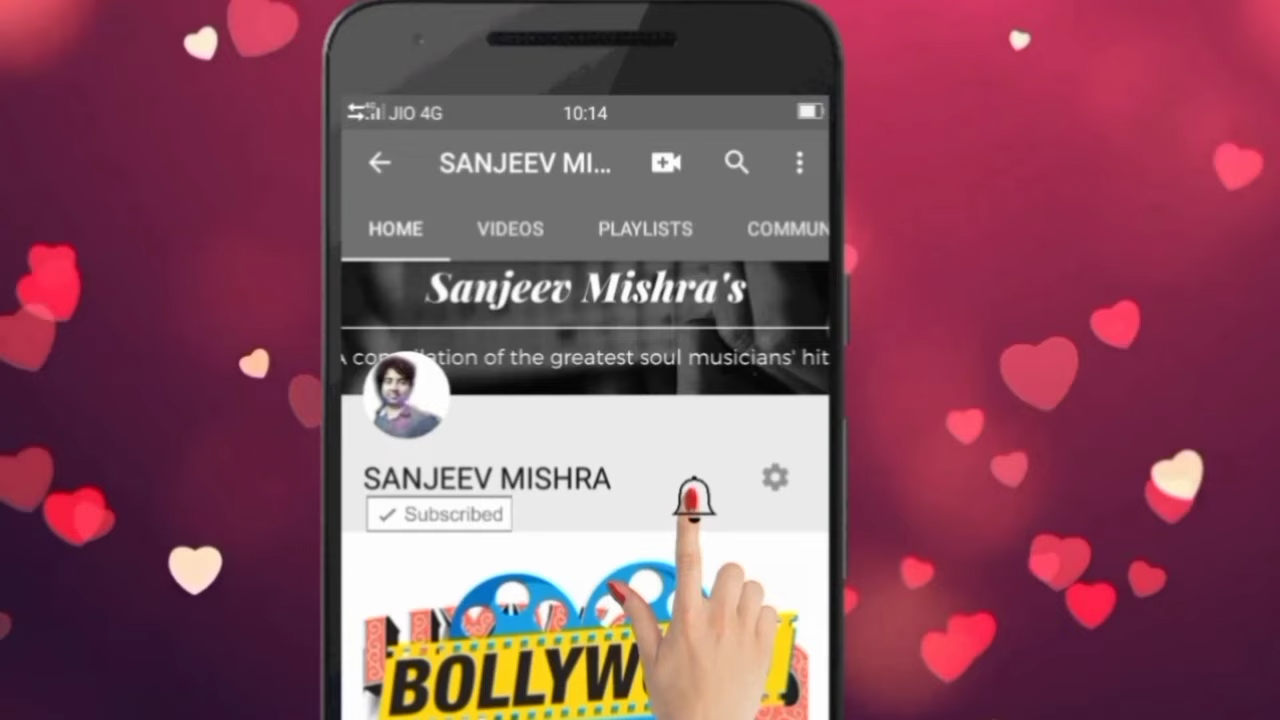 4G JIO 4G 10:14
SANJEEV MI...
HOME VIDEOS PLAYLISTS COMMUN
Sanjeev Mishra's
of the greatest soul musicians' hit
SANJEEV MISHRA
✓ Subscribed
BOLLYW